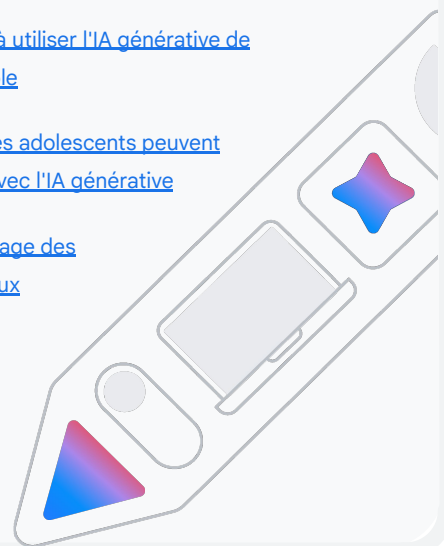 à utiliser l'IA générative de
le
es adolescents peuvent
vec l'IA générative
age des
ux